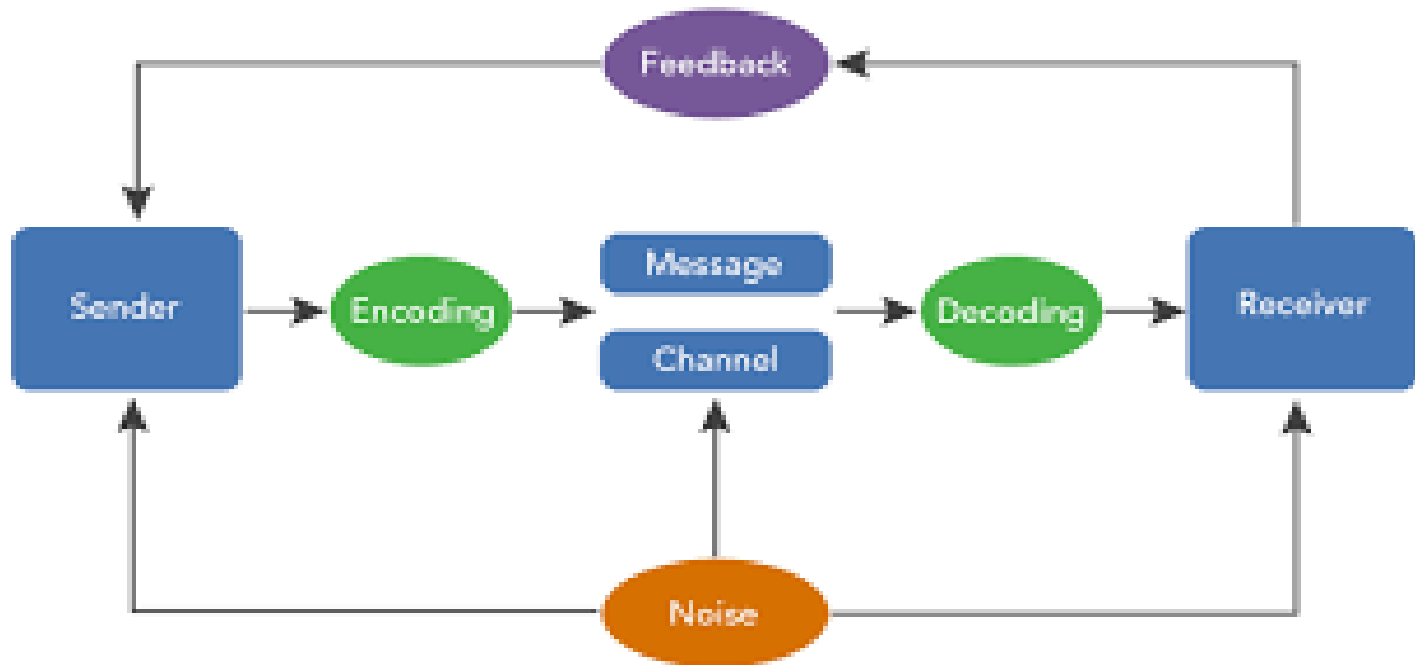 Feedback
Sender
Encoding
Message
Channel
Decoding
Receiver
Noise